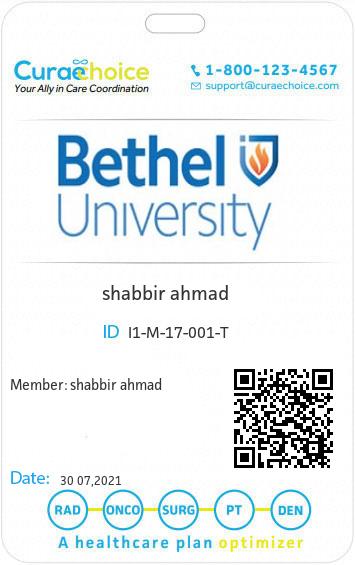 Curaechoice
Your Ally in Care Coordination
1-800-123-4567
support@curaechoice.com
Bethel
University
shabbir ahmad
ID I1-M-17-001-T
Member: shabbir ahmad
Date: 30 07,2021
RAD ONCO SURG PT DEN
A healthcare plan optimizer